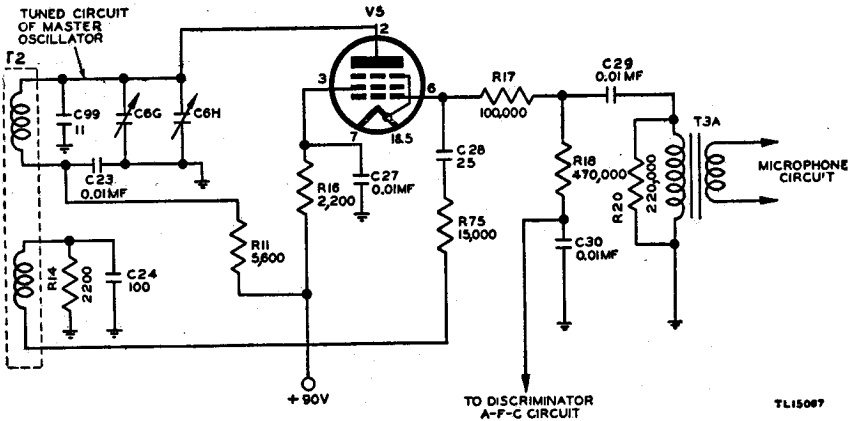 TUNED CIRCUIT
OF MASTER
OSCILLATOR
T2
C99
11
C6G
C6H
C23
0.01MF
V5
2
3
6
7
1&5
R16
2,200
C27
0.01MF
R11
5,600
R14
2200
C24
100
+90V
C28
25
R75
15,000
R17
100,000
C29
0.01MF
R18
470,000
C30
0.01MF
R20
220,000
T3A
MICROPHONE
CIRCUIT
TO DISCRIMINATOR
A-F-C CIRCUIT
TL15067